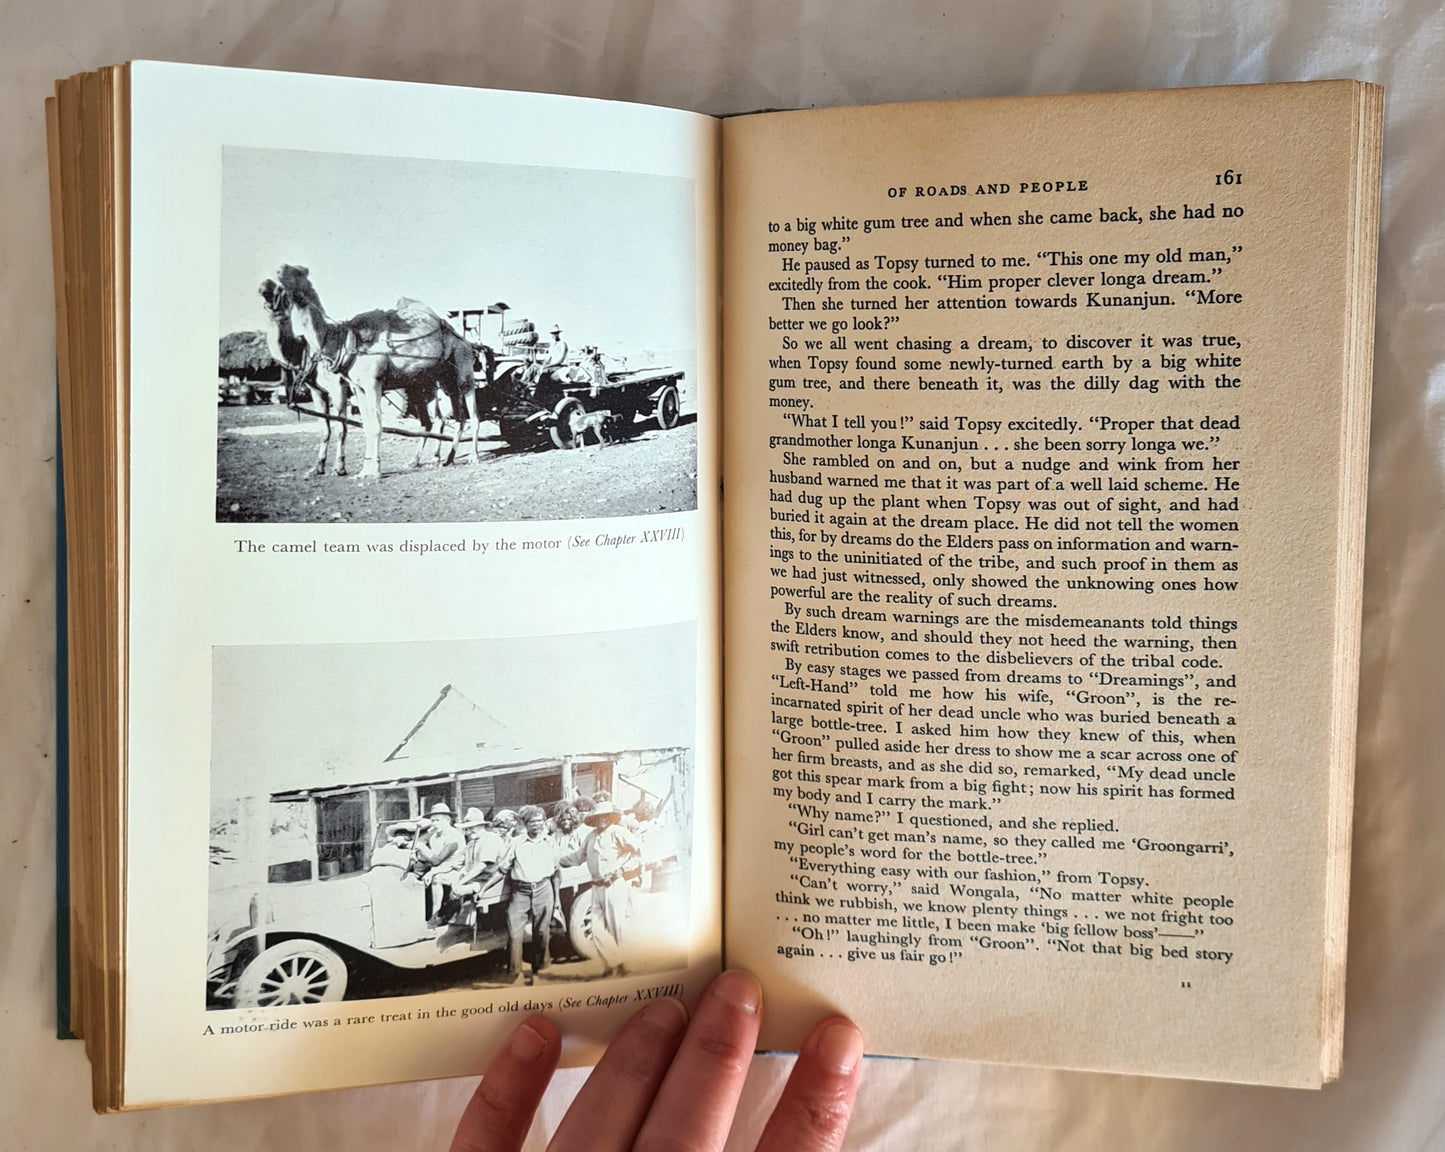 The camel team was displaced by the motor (See Chapter XXVIII)
A motor ride was a rare treat in the good old days (See Chapter XXVIII)
OF ROADS AND PEOPLE 161
to a big white gum tree and when she came back, she had no
money bag.”
He paused as Topsy turned to me. “This one my old man,”
excitedly from the cook. “Him proper clever longa dream.”
Then she turned her attention towards Kunanjun. “More
better we go look?”
So we all went chasing a dream, to discover it was true,
when Topsy found some newly-turned earth by a big white
gum tree, and there beneath it, was the dilly dag with the
money.
“What I tell you!” said Topsy excitedly. “Proper that dead
grandmother longa Kunanjun . . . she been sorry longa we.”
She rambled on and on, but a nudge and wink from her
husband warned me that it was part of a well laid scheme. He
had dug up the plant when Topsy was out of sight, and had
buried it again at the dream place. He did not tell the women
this, for by dreams do the Elders pass on information and warn-
ings to the uninitiated of the tribe, and such proof in them as
we had just witnessed, only showed the unknowing ones how
powerful are the reality of such dreams.
By such dream warnings are the misdemeanants told things
the Elders know, and should they not heed the warning, then
swift retribution comes to the disbelievers of the tribal code.
By easy stages we passed from dreams to “Dreamings”, and
“Left-Hand” told me how his wife, “Groon”, is the re-
incarnated spirit of her dead uncle who was buried beneath a
large bottle-tree. I asked him how they knew of this, when
“Groon” pulled aside her dress to show me a scar across one of
her firm breasts, and as she did so, remarked, “My dead uncle
got this spear mark from a big fight; now his spirit has formed
my body and I carry the mark.”
“Why name?” I questioned, and she replied.
“Girl can’t get man’s name, so they called me ‘Groongarri’,
my people’s word for the bottle-tree.”
“Everything easy with our fashion,” from Topsy.
“Can’t worry,” said Wongala, “No matter white people
think we rubbish, we know plenty things . . . we not fright too
. . . no matter me little, I been make ‘big fellow boss’——”
“Oh!” laughingly from “Groon”. “Not that big bed story
again . . . give us fair go!”
11